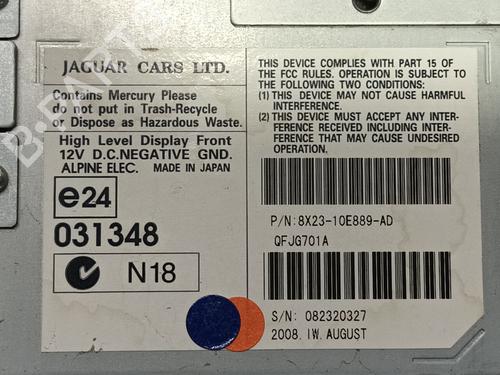 JAGUAR CARS LTD.
Contains Mercury Please
do not put in Trash-Recycle
or Dispose as Hazardous Waste.
High Level Display Front
12V D.C.NEGATIVE GND.
ALPINE ELEC. MADE IN JAPAN
e24
031348
N18
THIS DEVICE COMPLIES WITH PART 15 OF
THE FCC RULES. OPERATION IS SUBJECT TO
THE FOLLOWING TWO CONDITIONS:
(1) THIS DEVICE MAY NOT CAUSE HARMFUL
INTERFERENCE.
(2) THIS DEVICE MUST ACCEPT ANY INTER-
FERENCE RECEIVED INCLUDING INTER-
FERENCE THAT MAY CAUSE UNDESIRED
OPERATION.
P/N:8X23-10E889-AD
QFJG701A
S/N: 082320327
2008. IW. AUGUST